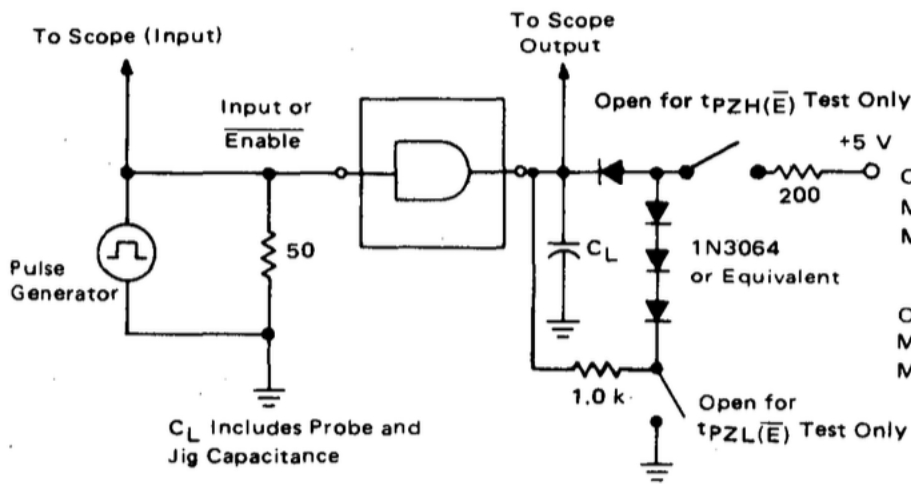 To Scope (Input)
To Scope
Output
Open for tPZH(E̅) Test Only
Input or
E̅n̅a̅b̅l̅e̅
+5 V
200
C
M
M
50
CL
1N3064
or Equivalent
Pulse
Generator
C
M
M
1.0 k
Open for
tPZL(E̅) Test Only
CL Includes Probe and
Jig Capacitance